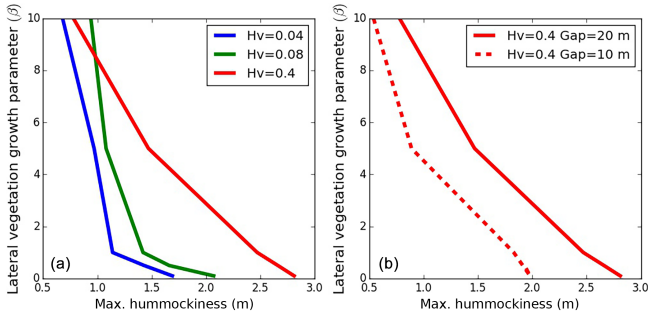 Lateral vegetation growth parameter (β)
10
8
6
4
2
0
Hv=0.04
Hv=0.08
Hv=0.4
(a)
0.5 1.0 1.5 2.0 2.5 3.0
Max. hummockiness (m)
Lateral vegetation growth parameter (β)
10
8
6
4
2
0
Hv=0.4 Gap=20 m
Hv=0.4 Gap=10 m
(b)
0.5 1.0 1.5 2.0 2.5 3.0
Max. hummockiness (m)